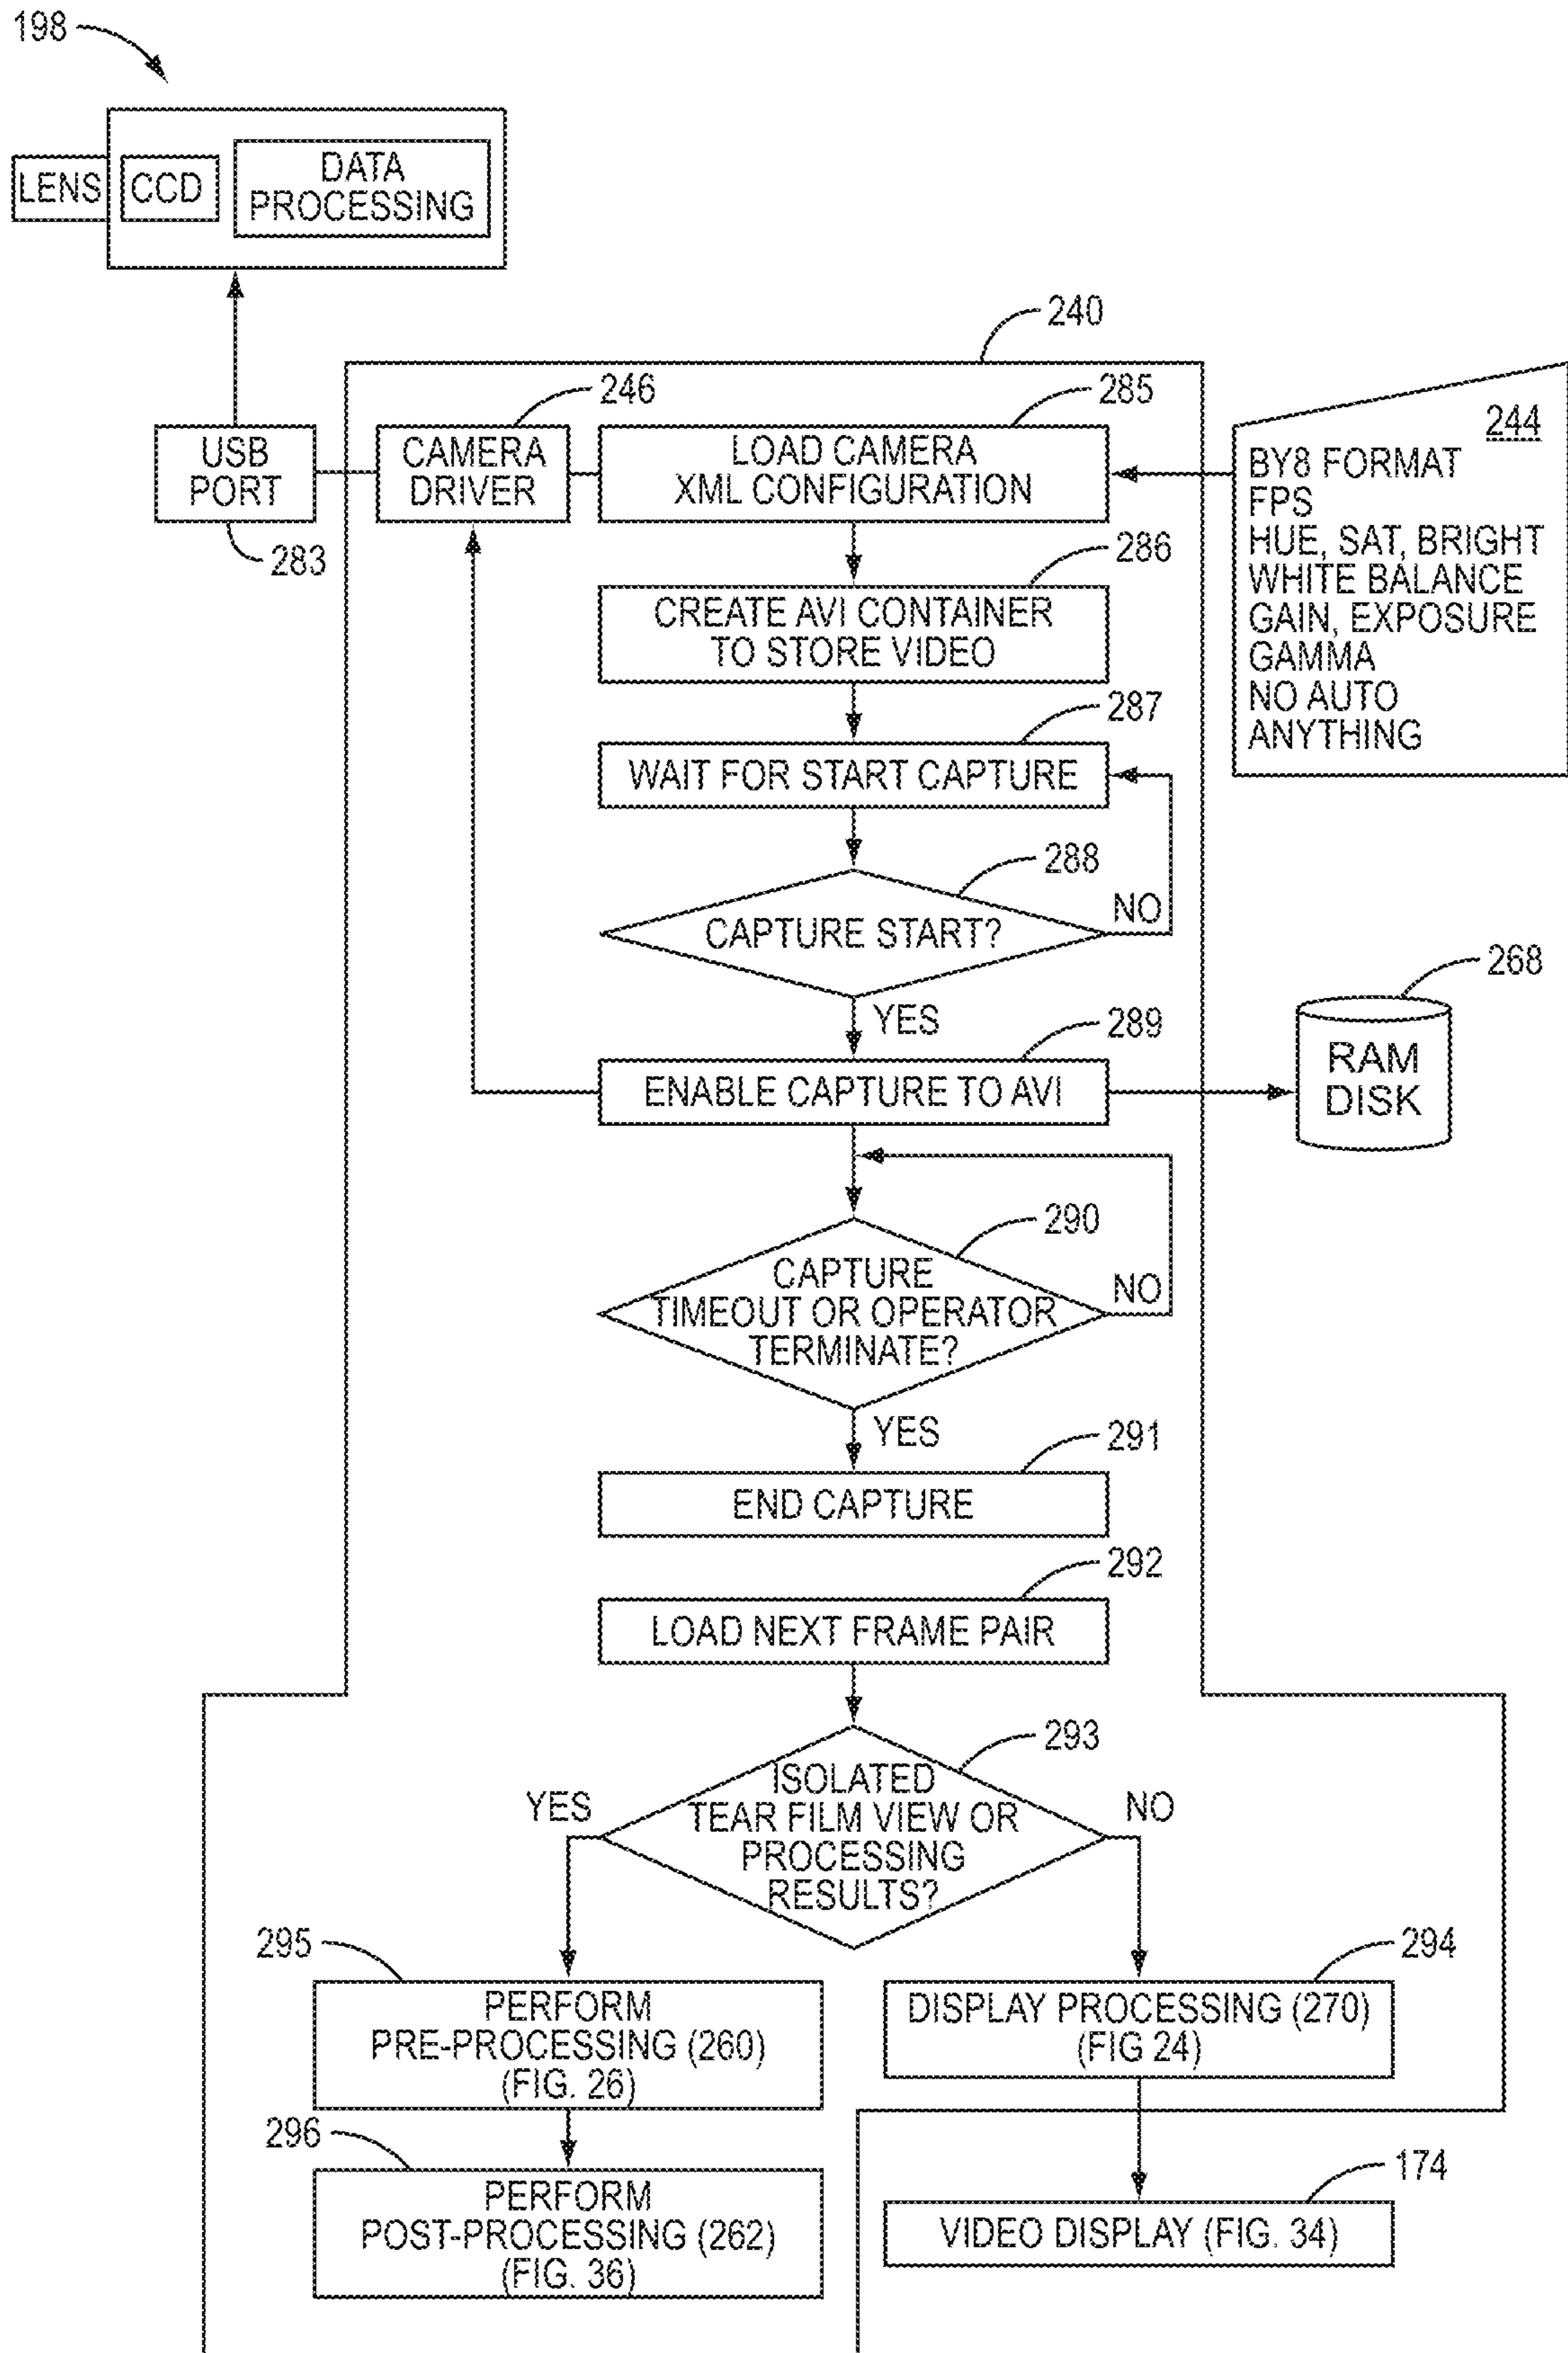 198
LENS
CCD
DATA
PROCESSING
240
246
285
244
USB
PORT
283
CAMERA
DRIVER
LOAD CAMERA
XML CONFIGURATION
BY8 FORMAT
FPS
HUE, SAT, BRIGHT
WHITE BALANCE
GAIN, EXPOSURE
GAMMA
NO AUTO
ANYTHING
286
CREATE AVI CONTAINER
TO STORE VIDEO
287
WAIT FOR START CAPTURE
288
CAPTURE START?
NO
YES
289
ENABLE CAPTURE TO AVI
268
RAM
DISK
290
CAPTURE
TIMEOUT OR OPERATOR
TERMINATE?
NO
YES
291
END CAPTURE
292
LOAD NEXT FRAME PAIR
293
ISOLATED
TEAR FILM VIEW OR
PROCESSING
RESULTS?
YES
NO
295
PERFORM
PRE-PROCESSING (260)
(FIG. 26)
294
DISPLAY PROCESSING (270)
(FIG 24)
296
PERFORM
POST-PROCESSING (262)
(FIG. 36)
174
VIDEO DISPLAY (FIG. 34)